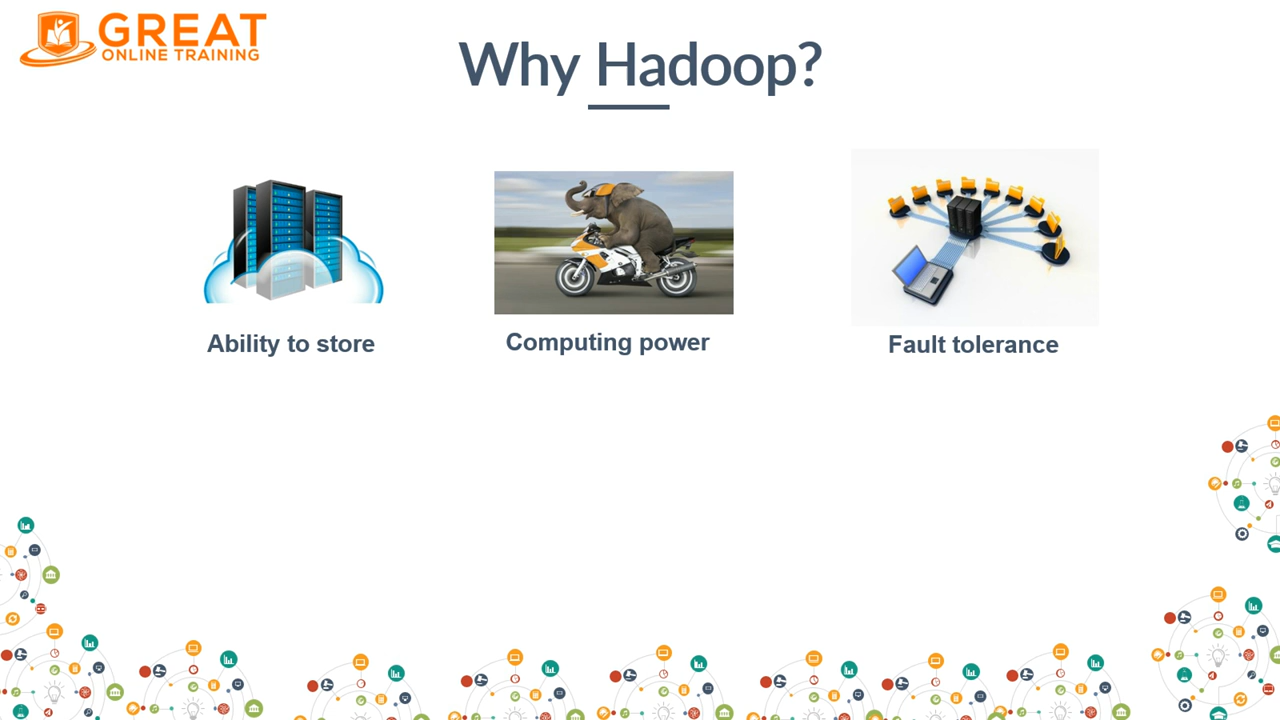 GREAT
ONLINE TRAINING
Why Hadoop?
Ability to store
Computing power
Fault tolerance